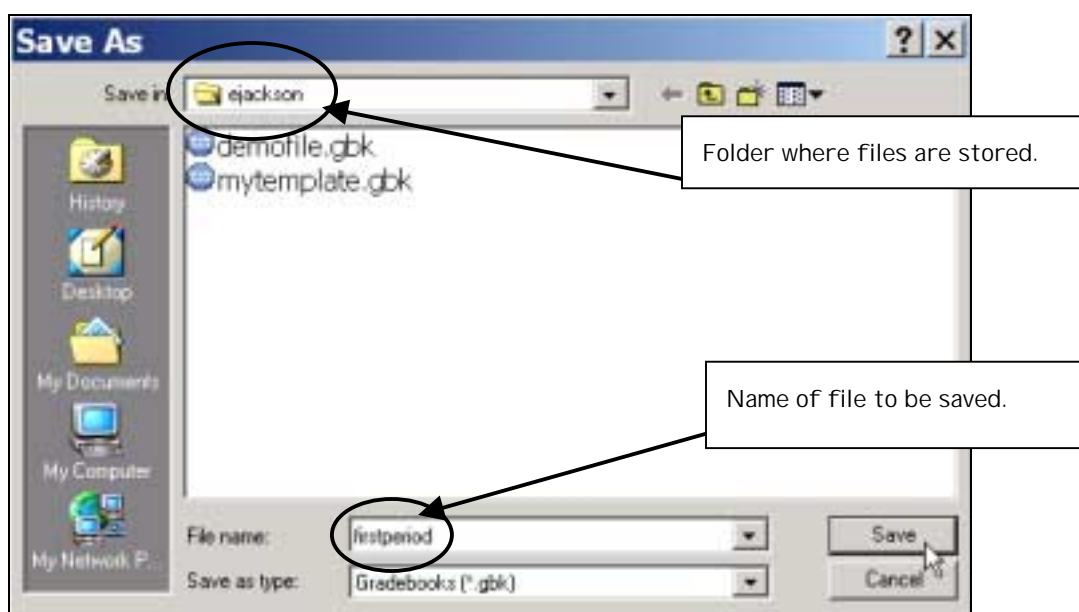 Save As
Save in
ejackson
Folder where files are stored.
demofile.gbk
mytemplate.gbk
History
Desktop
My Documents
My Computer
My Network P...
Name of file to be saved.
File name:
firstperiod
Save
Save as type:
Gradebooks (*.gbk)
Cancel